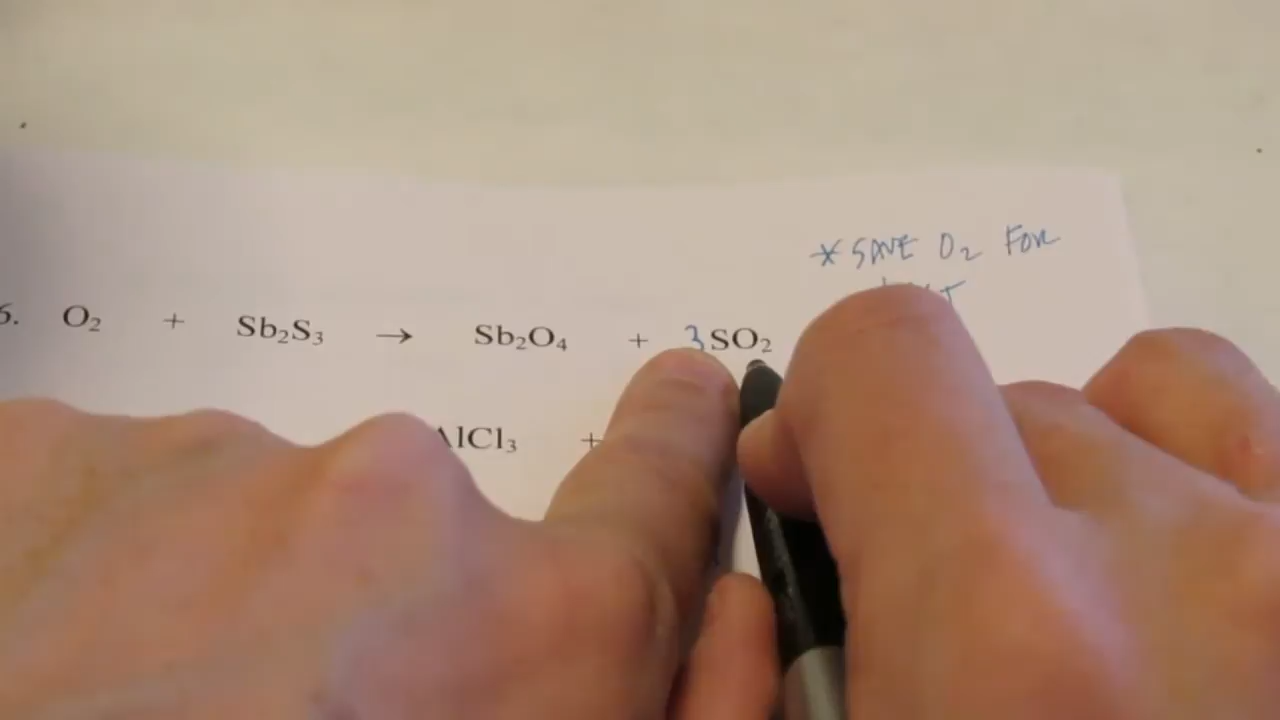 *SAVE O₂ FOR
6. O₂ + Sb₂S₃ → Sb₂O₄ + 3SO₂
AlCl₃ +